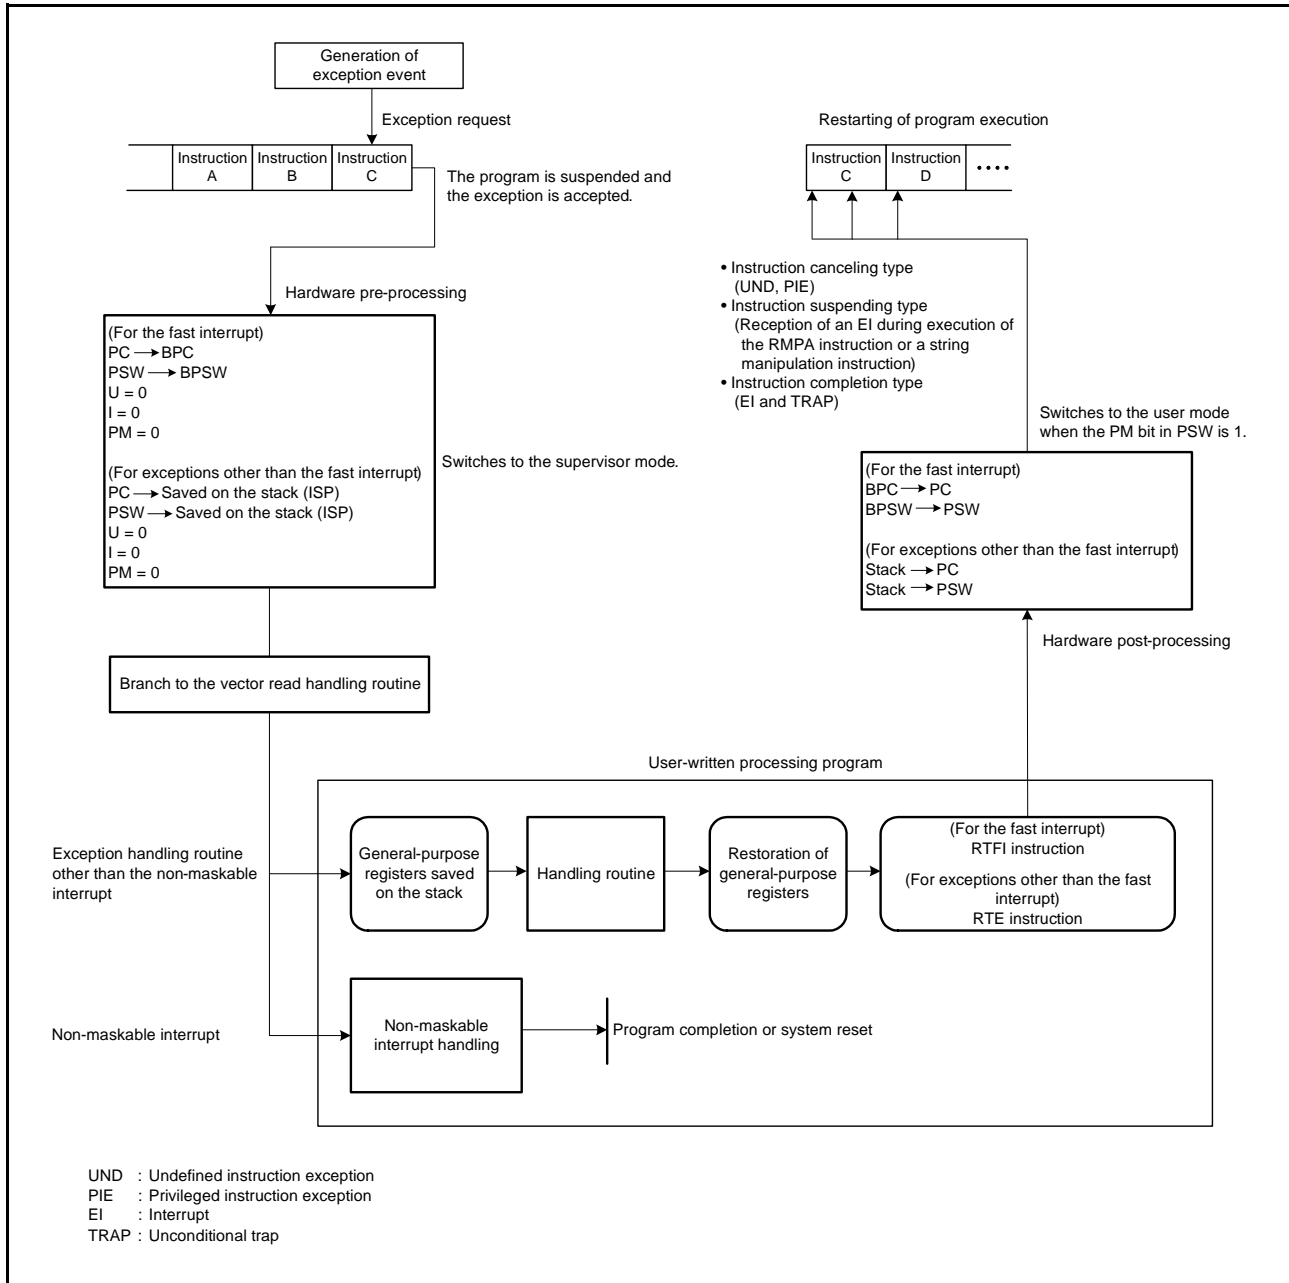 Generation of
exception event
Exception request
Instruction
A
Instruction
B
Instruction
C
The program is suspended and
the exception is accepted.
Restarting of program execution
Instruction
C
Instruction
D
••••
• Instruction canceling type
(UND, PIE)
• Instruction suspending type
(Reception of an EI during execution of
the RMPA instruction or a string
manipulation instruction)
• Instruction completion type
(EI and TRAP)
Hardware pre-processing
(For the fast interrupt)
PC → BPC
PSW → BPSW
U = 0
I = 0
PM = 0
(For exceptions other than the fast interrupt)
PC → Saved on the stack (ISP)
PSW → Saved on the stack (ISP)
U = 0
I = 0
PM = 0
Switches to the supervisor mode.
Switches to the user mode
when the PM bit in PSW is 1.
(For the fast interrupt)
BPC → PC
BPSW → PSW
(For exceptions other than the fast interrupt)
Stack → PC
Stack → PSW
Hardware post-processing
Branch to the vector read handling routine
User-written processing program
Exception handling routine
other than the non-maskable
interrupt
General-purpose
registers saved
on the stack
Handling routine
Restoration of
general-purpose
registers
(For the fast interrupt)
RTFI instruction
(For exceptions other than the fast
interrupt)
RTE instruction
Non-maskable interrupt
Non-maskable
interrupt handling
Program completion or system reset
UND : Undefined instruction exception
PIE : Privileged instruction exception
EI : Interrupt
TRAP : Unconditional trap